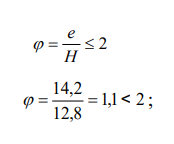 φ = e/H ≤ 2
φ = 14,2/12,8 = 1,1 < 2 ;